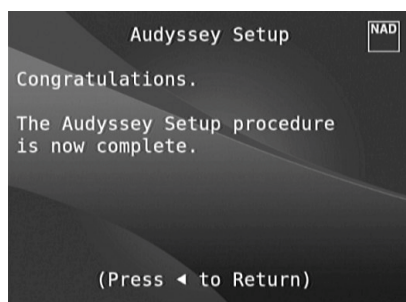 Audyssey Setup
NAD
Congratulations.
The Audyssey Setup procedure
is now complete.
(Press ◄ to Return)